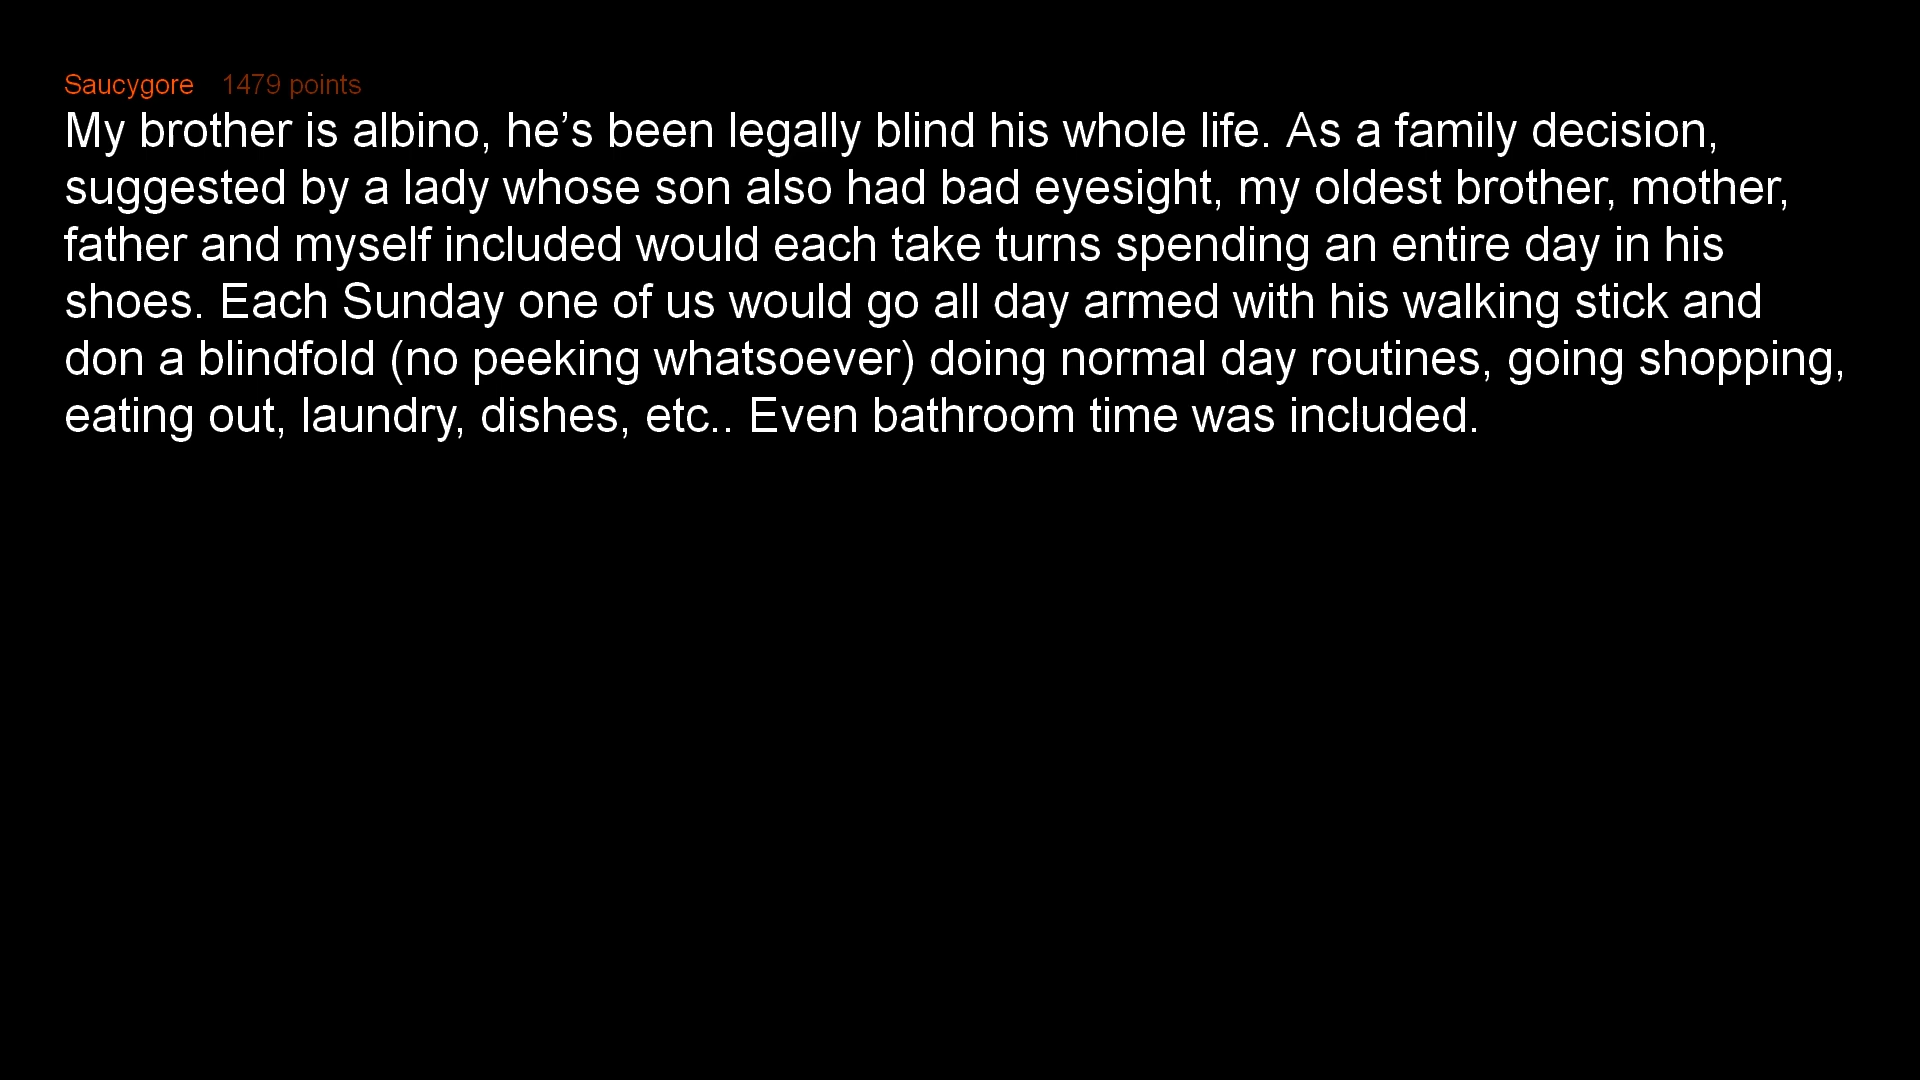 Saucygore 1479 points
My brother is albino, he’s been legally blind his whole life. As a family decision,
suggested by a lady whose son also had bad eyesight, my oldest brother, mother,
father and myself included would each take turns spending an entire day in his
shoes. Each Sunday one of us would go all day armed with his walking stick and
don a blindfold (no peeking whatsoever) doing normal day routines, going shopping,
eating out, laundry, dishes, etc.. Even bathroom time was included.